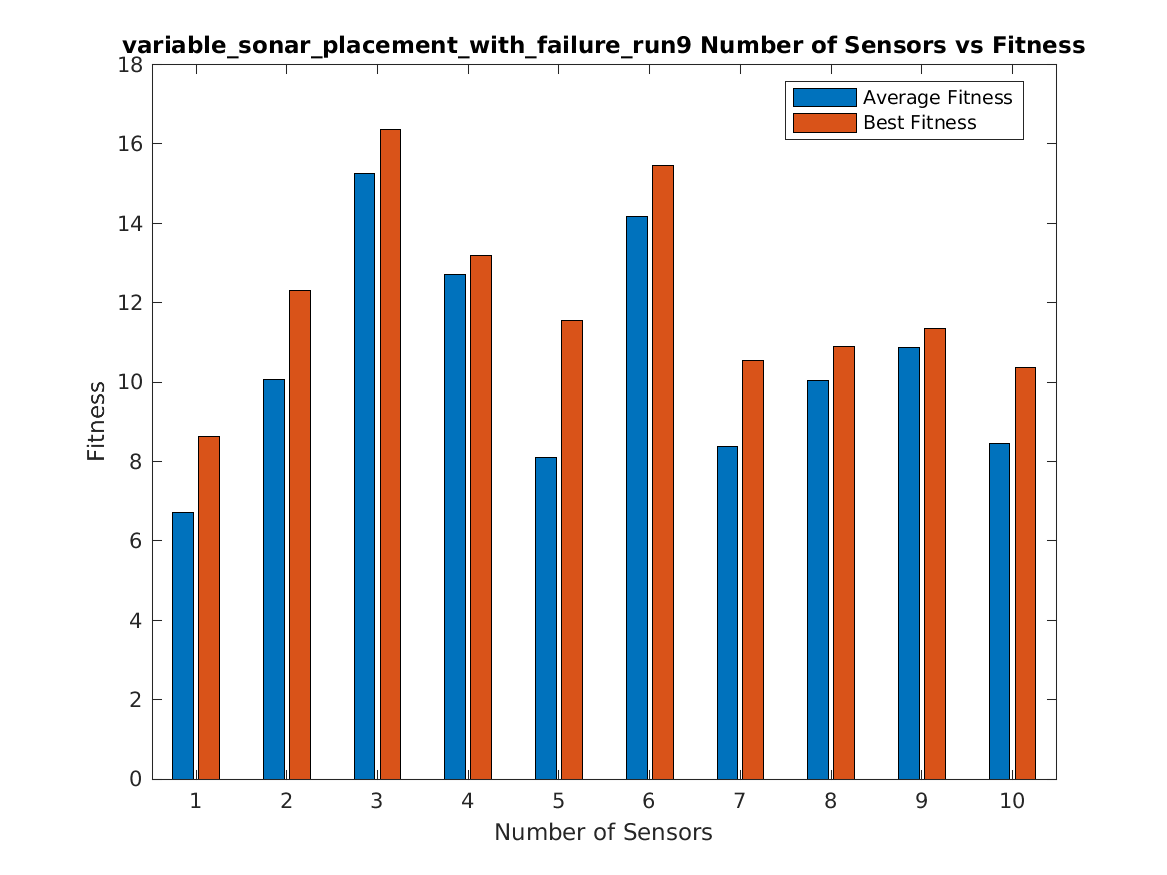 variable_sonar_placement_with_failure_run9 Number of Sensors vs Fitness
18
16
14
12
10
8
6
4
2
0
Fitness
Average Fitness
Best Fitness
1 2 3 4 5 6 7 8 9 10
Number of Sensors